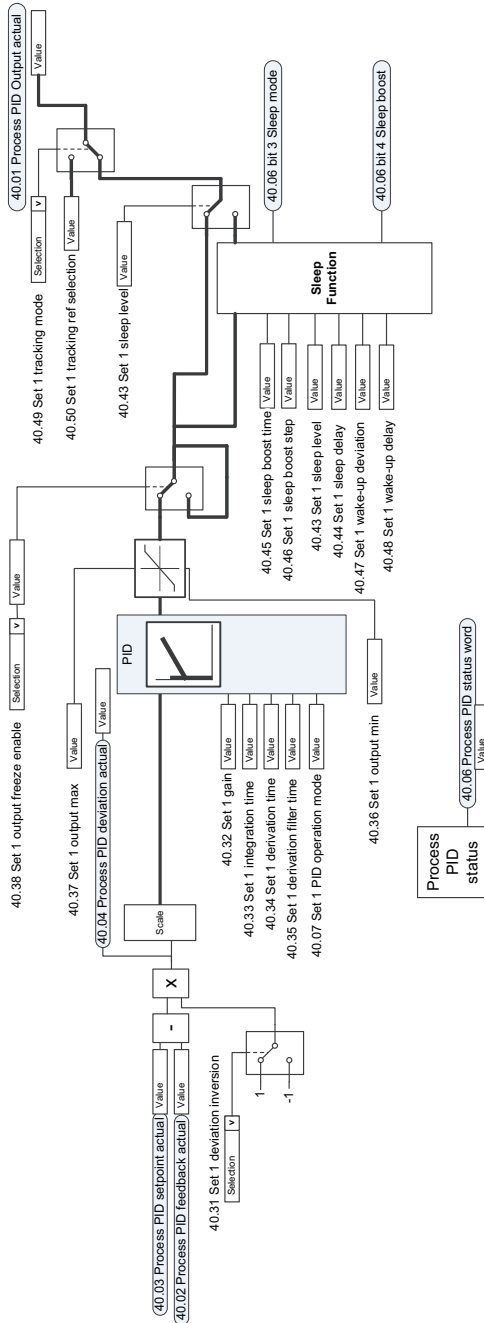 40.38 Set 1 output freeze enable
Selection
v
Value
40.37 Set 1 output max
Value
40.04 Process PID deviation actual
Value
40.49 Set 1 tracking mode
Selection
v
40.50 Set 1 tracking ref selection
Value
40.43 Set 1 sleep level
Value
40.01 Process PID Output actual
Value
40.03 Process PID setpoint actual
Value
40.02 Process PID feedback actual
Value
-
X
Scale
PID
40.31 Set 1 deviation inversion
Selection
v
1
-1
40.32 Set 1 gain
Value
40.33 Set 1 integration time
Value
40.34 Set 1 derivation time
Value
40.35 Set 1 derivation filter time
Value
40.07 Set 1 PID operation mode
Value
40.36 Set 1 output min
Value
40.45 Set 1 sleep boost time
Value
40.46 Set 1 sleep boost step
Value
40.43 Set 1 sleep level
Value
40.44 Set 1 sleep delay
Value
40.47 Set 1 wake-up deviation
Value
40.48 Set 1 wake-up delay
Value
Sleep
Function
40.06 bit 3 Sleep mode
40.06 bit 4 Sleep boost
Process
PID
status
40.06 Process PID status word
Value